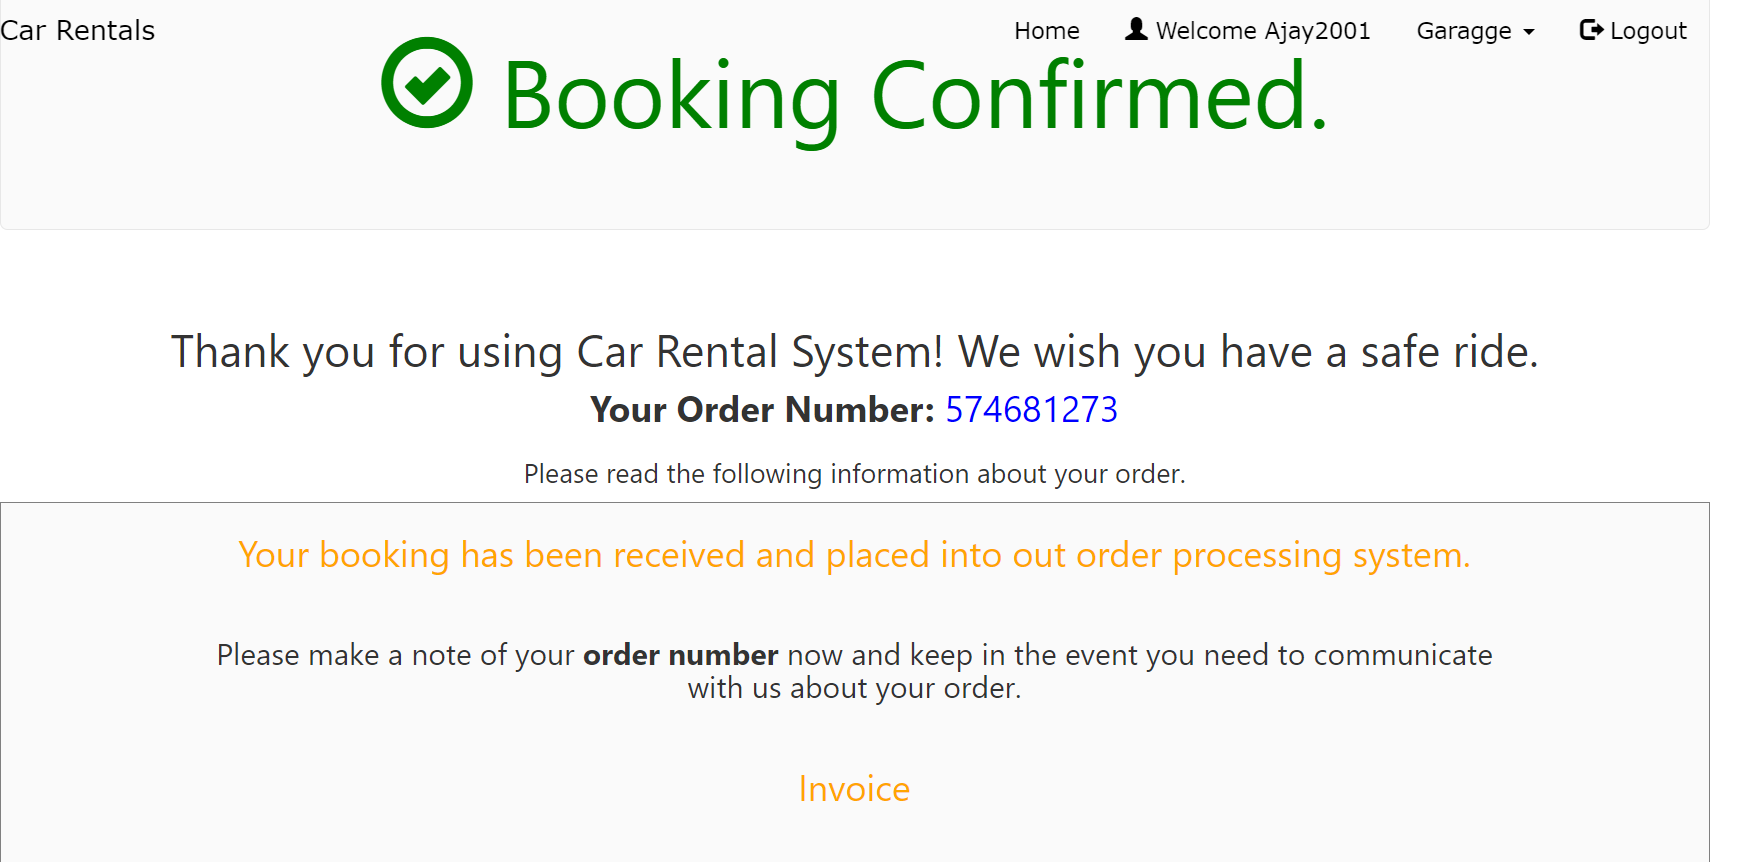 Car Rentals
Home Welcome Ajay2001 Garagge Logout
Booking Confirmed.
Thank you for using Car Rental System! We wish you have a safe ride.
Your Order Number: 574681273
Please read the following information about your order.
Your booking has been received and placed into out order processing system.
Please make a note of your order number now and keep in the event you need to communicate
with us about your order.
Invoice